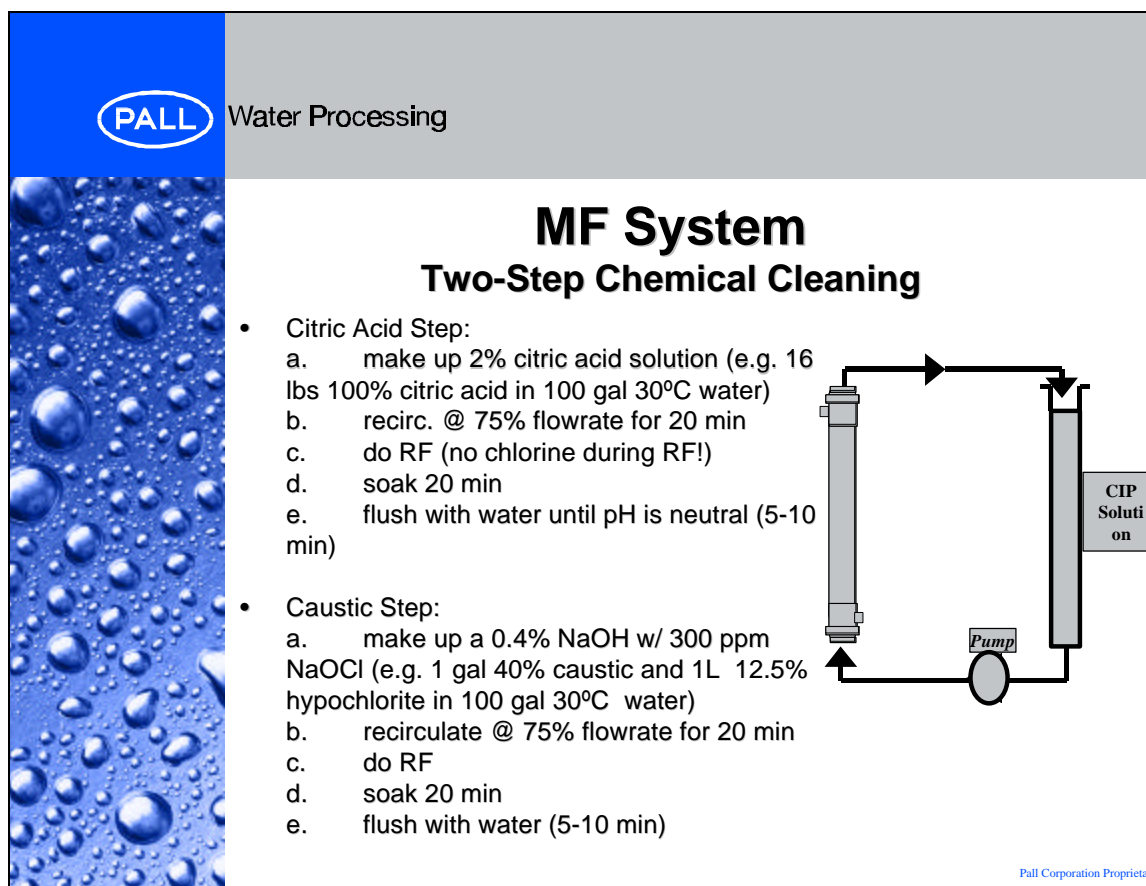 PALL Water Processing
MF System
Two-Step Chemical Cleaning
• Citric Acid Step:
a. make up 2% citric acid solution (e.g. 16
lbs 100% citric acid in 100 gal 30ºC water)
b. recirc. @ 75% flowrate for 20 min
c. do RF (no chlorine during RF!)
d. soak 20 min
e. flush with water until pH is neutral (5-10
min)
• Caustic Step:
a. make up a 0.4% NaOH w/ 300 ppm
NaOCl (e.g. 1 gal 40% caustic and 1L 12.5%
hypochlorite in 100 gal 30ºC water)
b. recirculate @ 75% flowrate for 20 min
c. do RF
d. soak 20 min
e. flush with water (5-10 min)
CIP
Soluti
on
Pump
Pall Corporation Proprieta